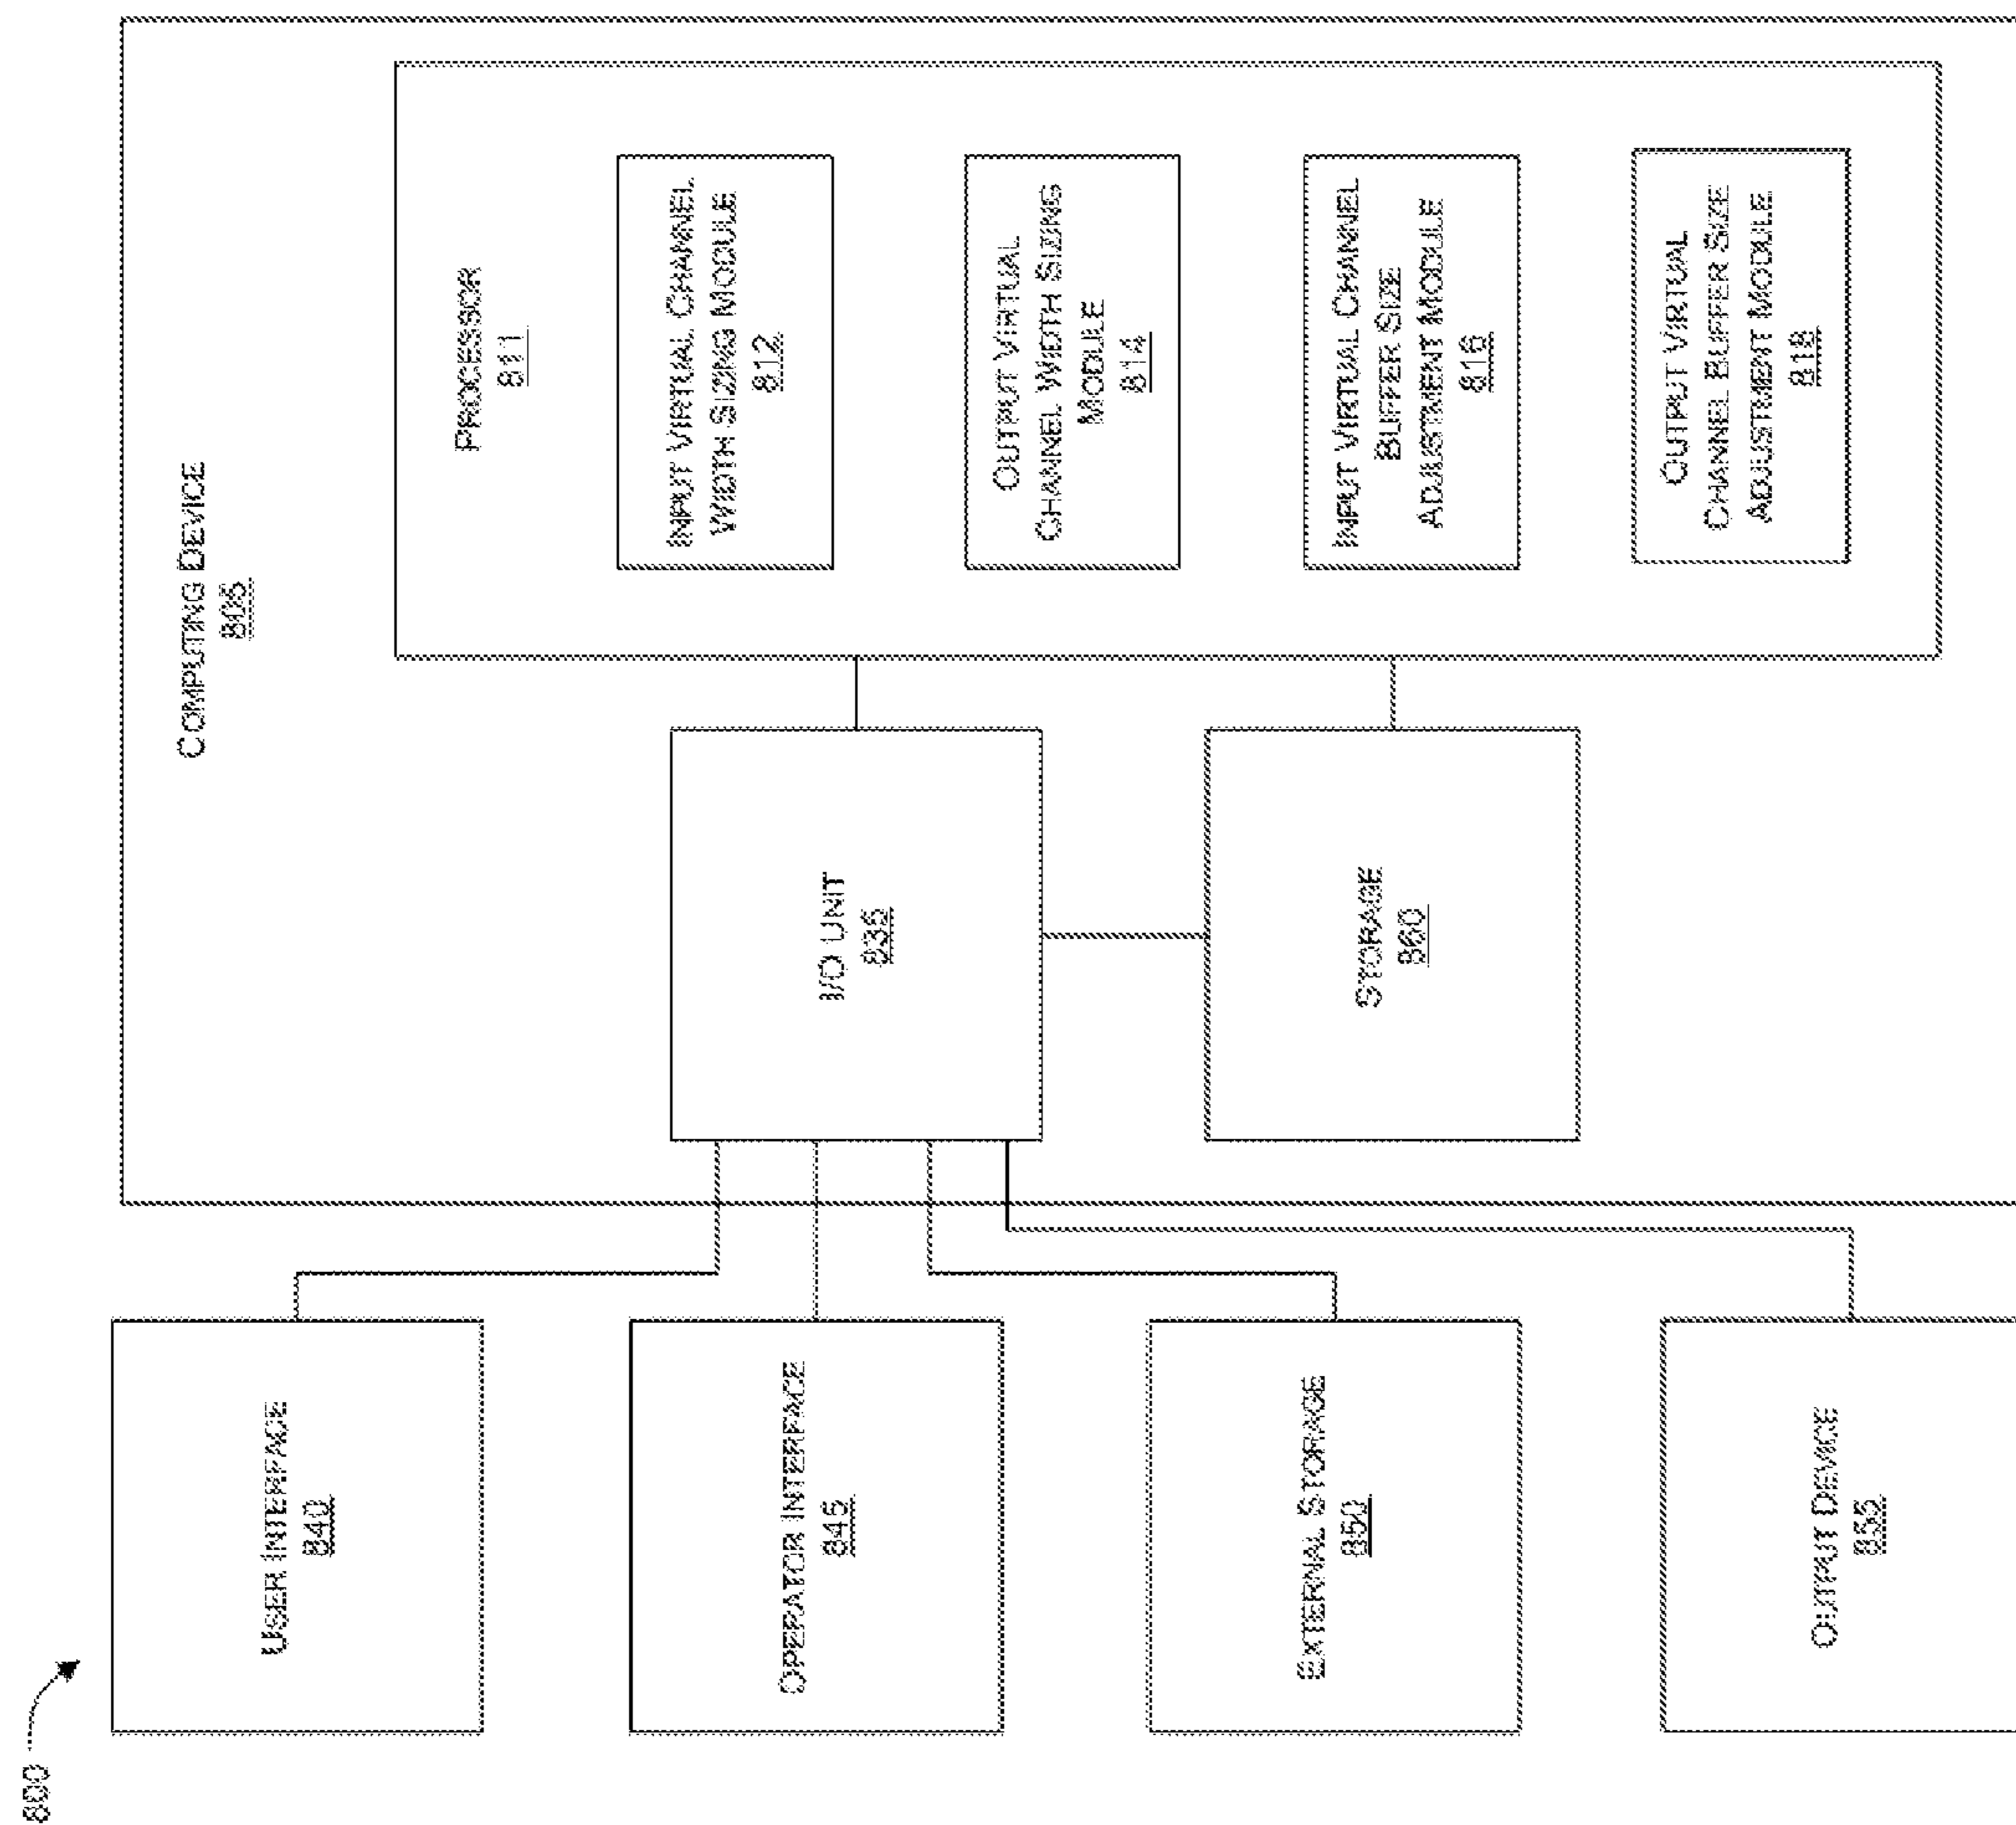 800
COMPUTING DEVICE
805
PROCESSOR
811
INPUT VIRTUAL CHANNEL
WIDTH SIZING MODULE
812
OUTPUT VIRTUAL
CHANNEL WIDTH SIZING
MODULE
814
INPUT VIRTUAL CHANNEL
BUFFER SIZE
ADJUSTMENT MODULE
816
OUTPUT VIRTUAL
CHANNEL BUFFER SIZE
ADJUSTMENT MODULE
818
I/O UNIT
835
STORAGE
860
USER INTERFACE
840
OPERATOR INTERFACE
845
EXTERNAL STORAGE
850
OUTPUT DEVICE
855